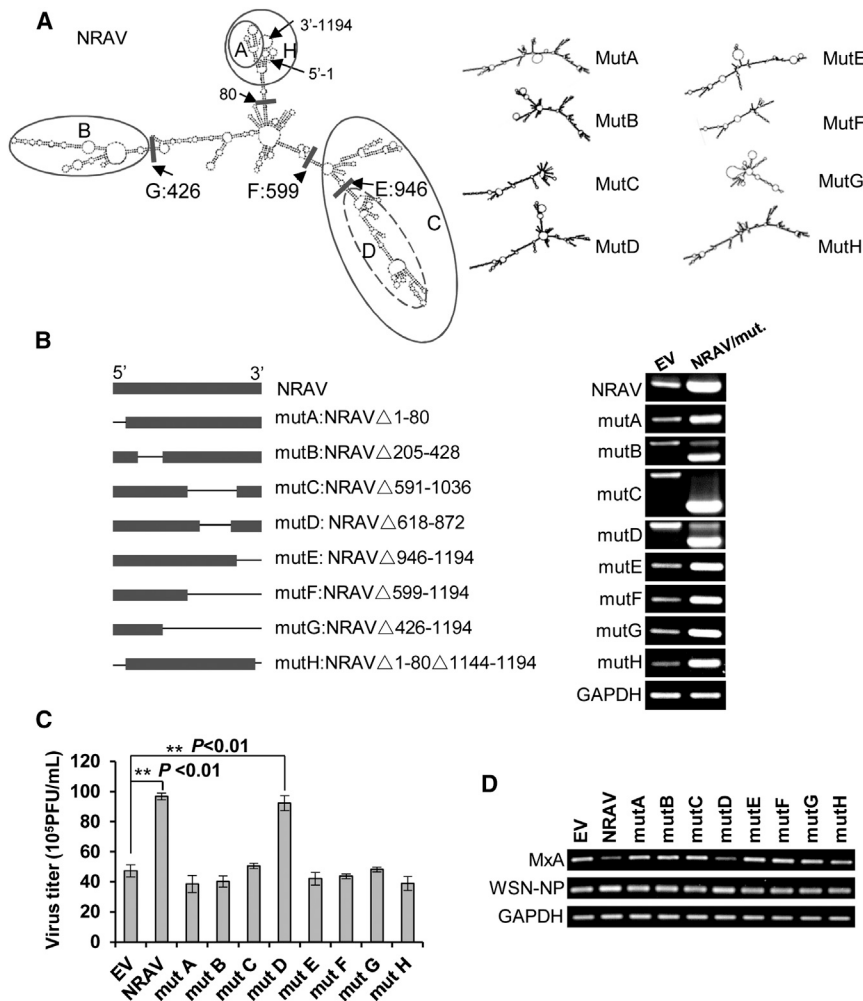 A
NRAV
3'-1194
A
H
5'-1
80
B
G:426
F:599
E:946
C
D
MutA
MutB
MutC
MutD
MutE
MutF
MutG
MutH
B
5’ 3’
NRAV
mutA:NRAV△1-80
mutB:NRAV△205-428
mutC:NRAV△591-1036
mutD: NRAV△618-872
mutE: NRAV△946-1194
mutF:NRAV△599-1194
mutG:NRAV△426-1194
mutH:NRAV△1-80△1144-1194
EV NRAV/mut.
NRAV
mutA
mutB
mutC
mutD
mutE
mutF
mutG
mutH
GAPDH
C
Virus titer (10⁵PFU/mL)
120
100
80
60
40
20
0
** P<0.01
** P <0.01
EV NRAV mut A mut B mut C mut D mut E mut F mut G mut H
D
EV NRAV mutA mutB mutC mutD mutE mutF mutG mutH
MxA
WSN-NP
GAPDH